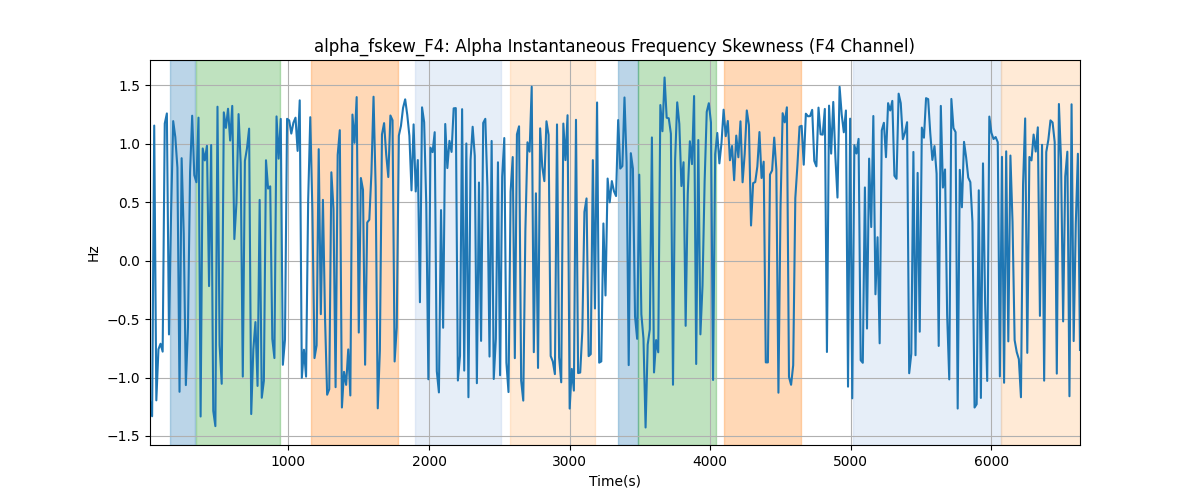 alpha_fskew_F4: Alpha Instantaneous Frequency Skewness (F4 Channel)
1.5
1.0
0.5
0.0
−0.5
−1.0
−1.5
Hz
1000 2000 3000 4000 5000 6000
Time(s)